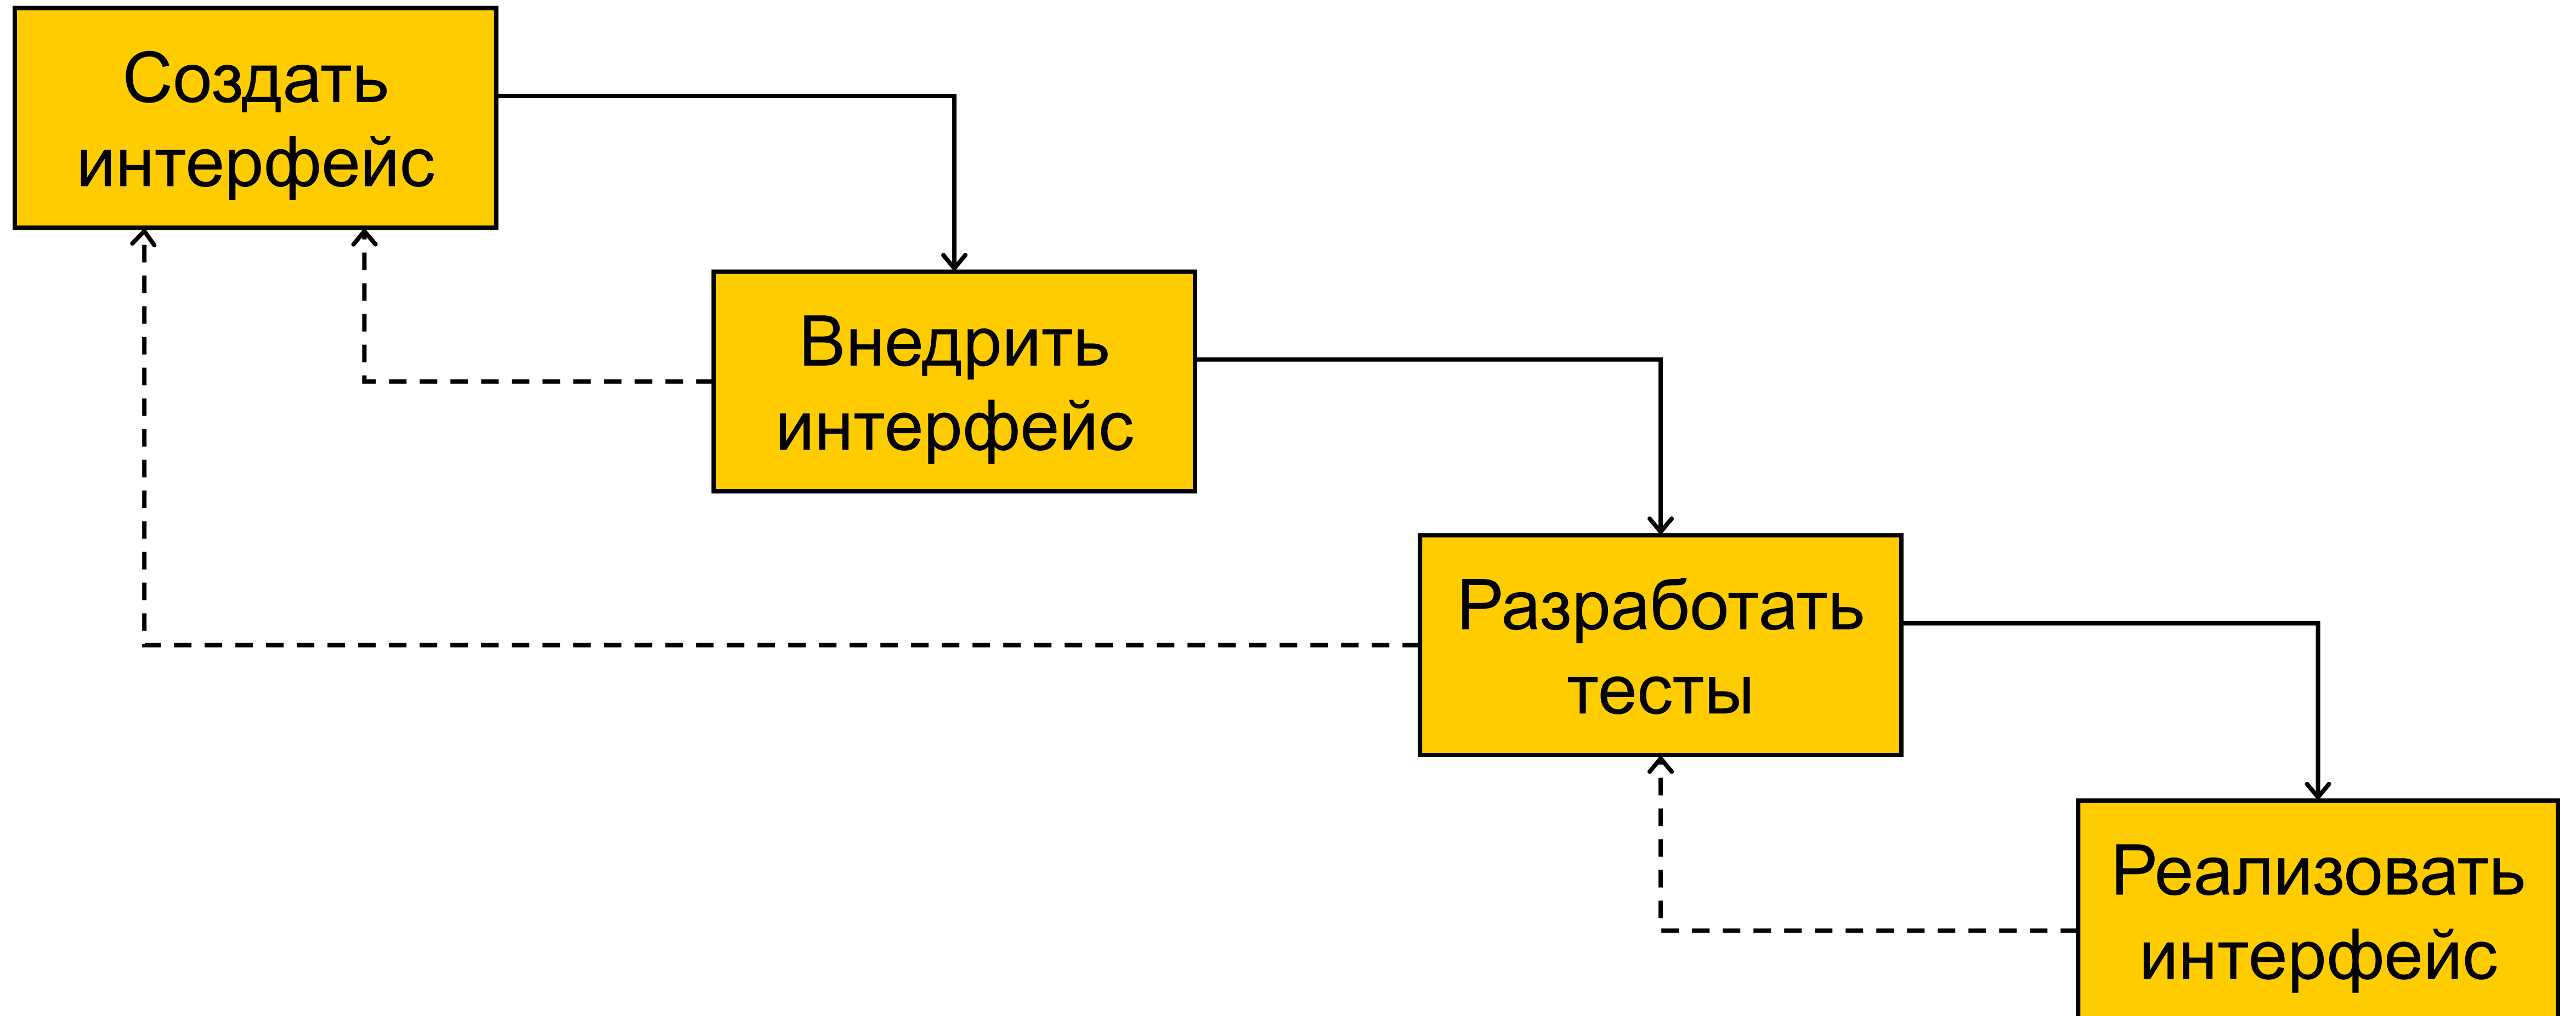 Создать
интерфейс
Внедрить
интерфейс
Разработать
тесты
Реализовать
интерфейс